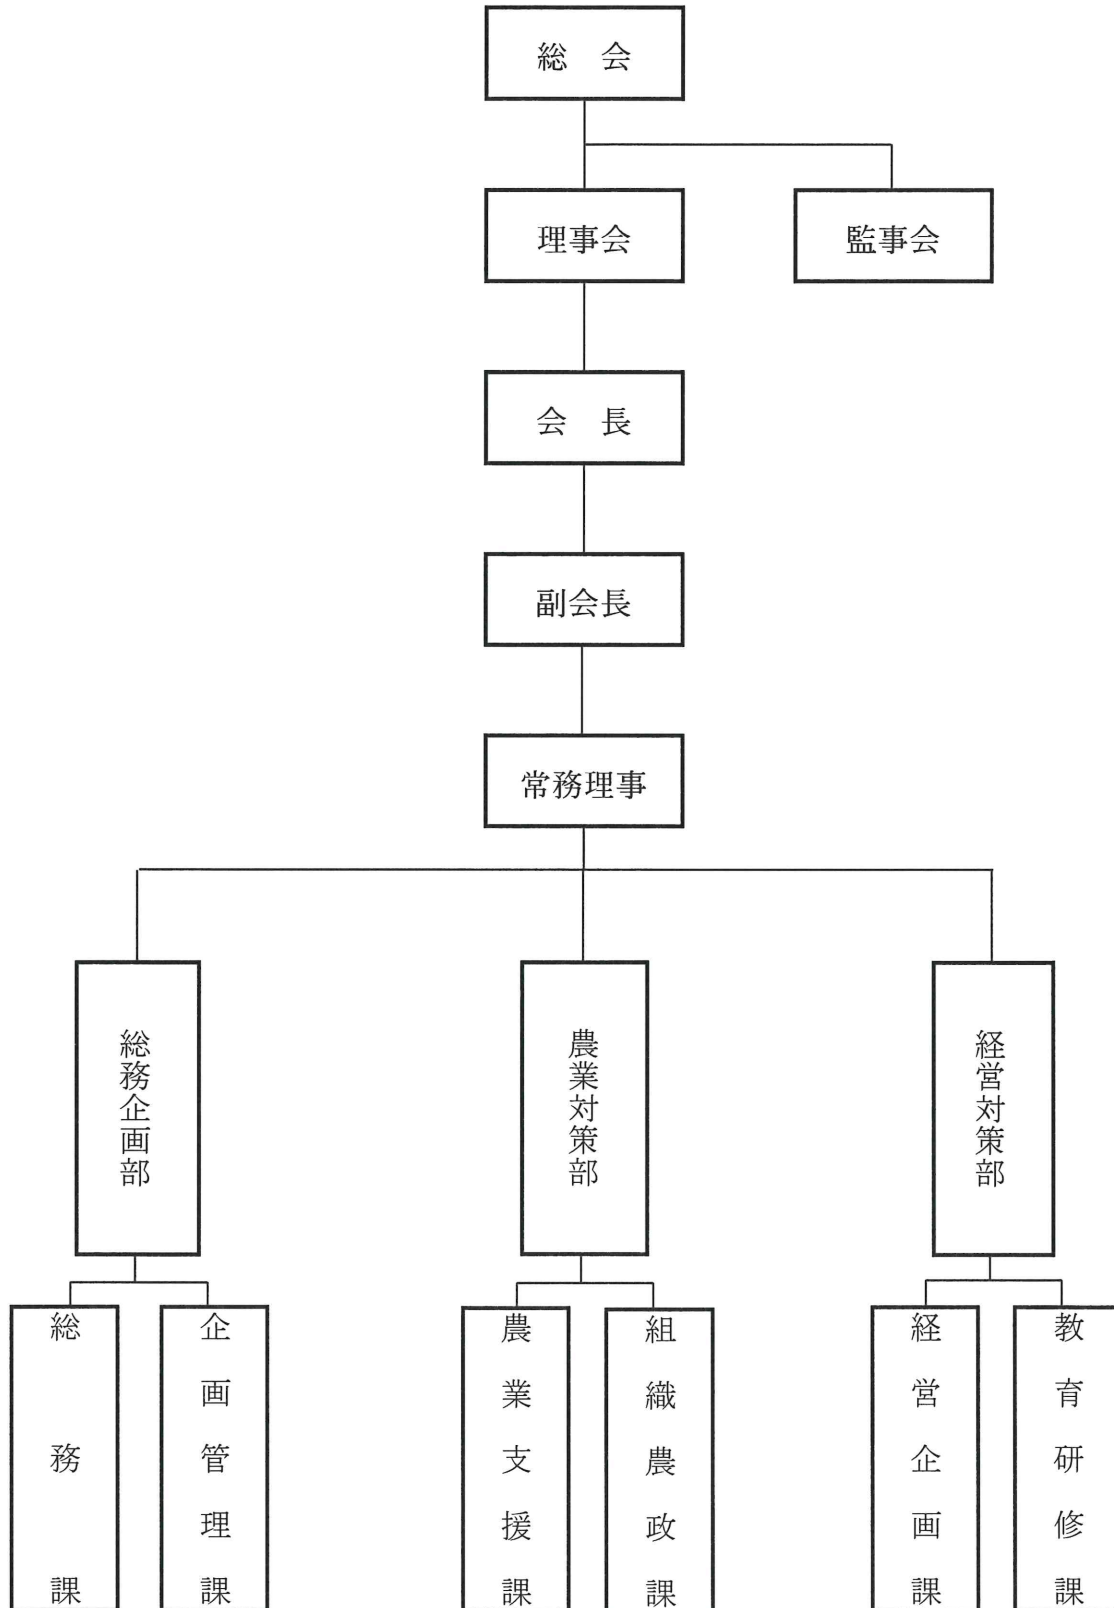 総　会
理事会
監事会
会　長
副会長
常務理事
総務企画部
農業対策部
経営対策部
総務課
企画管理課
農業支援課
組織農政課
経営企画課
教育研修課